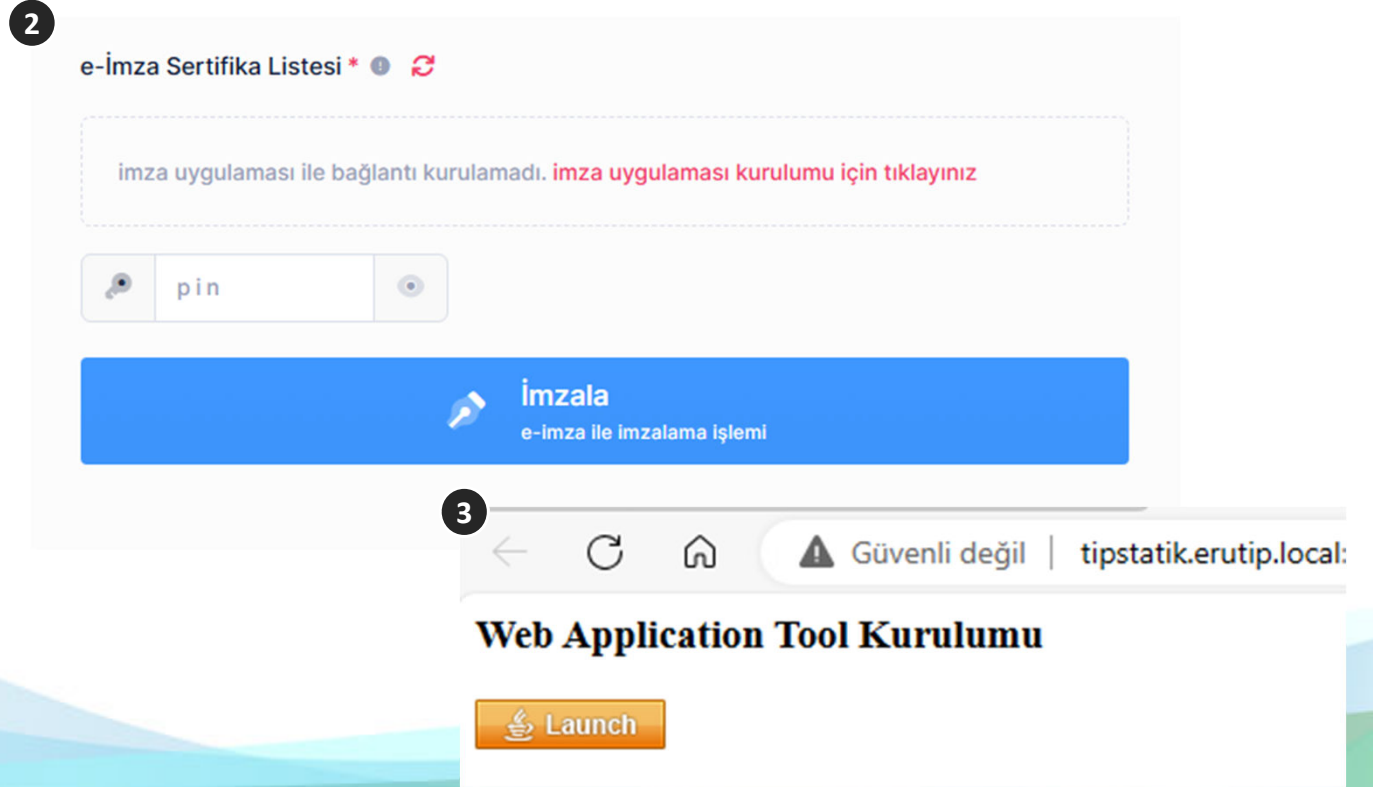 2
e-İmza Sertifika Listesi *
imza uygulaması ile bağlantı kurulamadı. imza uygulaması kurulumu için tıklayınız
pin
İmzala
e-imza ile imzalama işlemi
3
Güvenli değil | tipstatik.erutip.local:
Web Application Tool Kurulumu
Launch